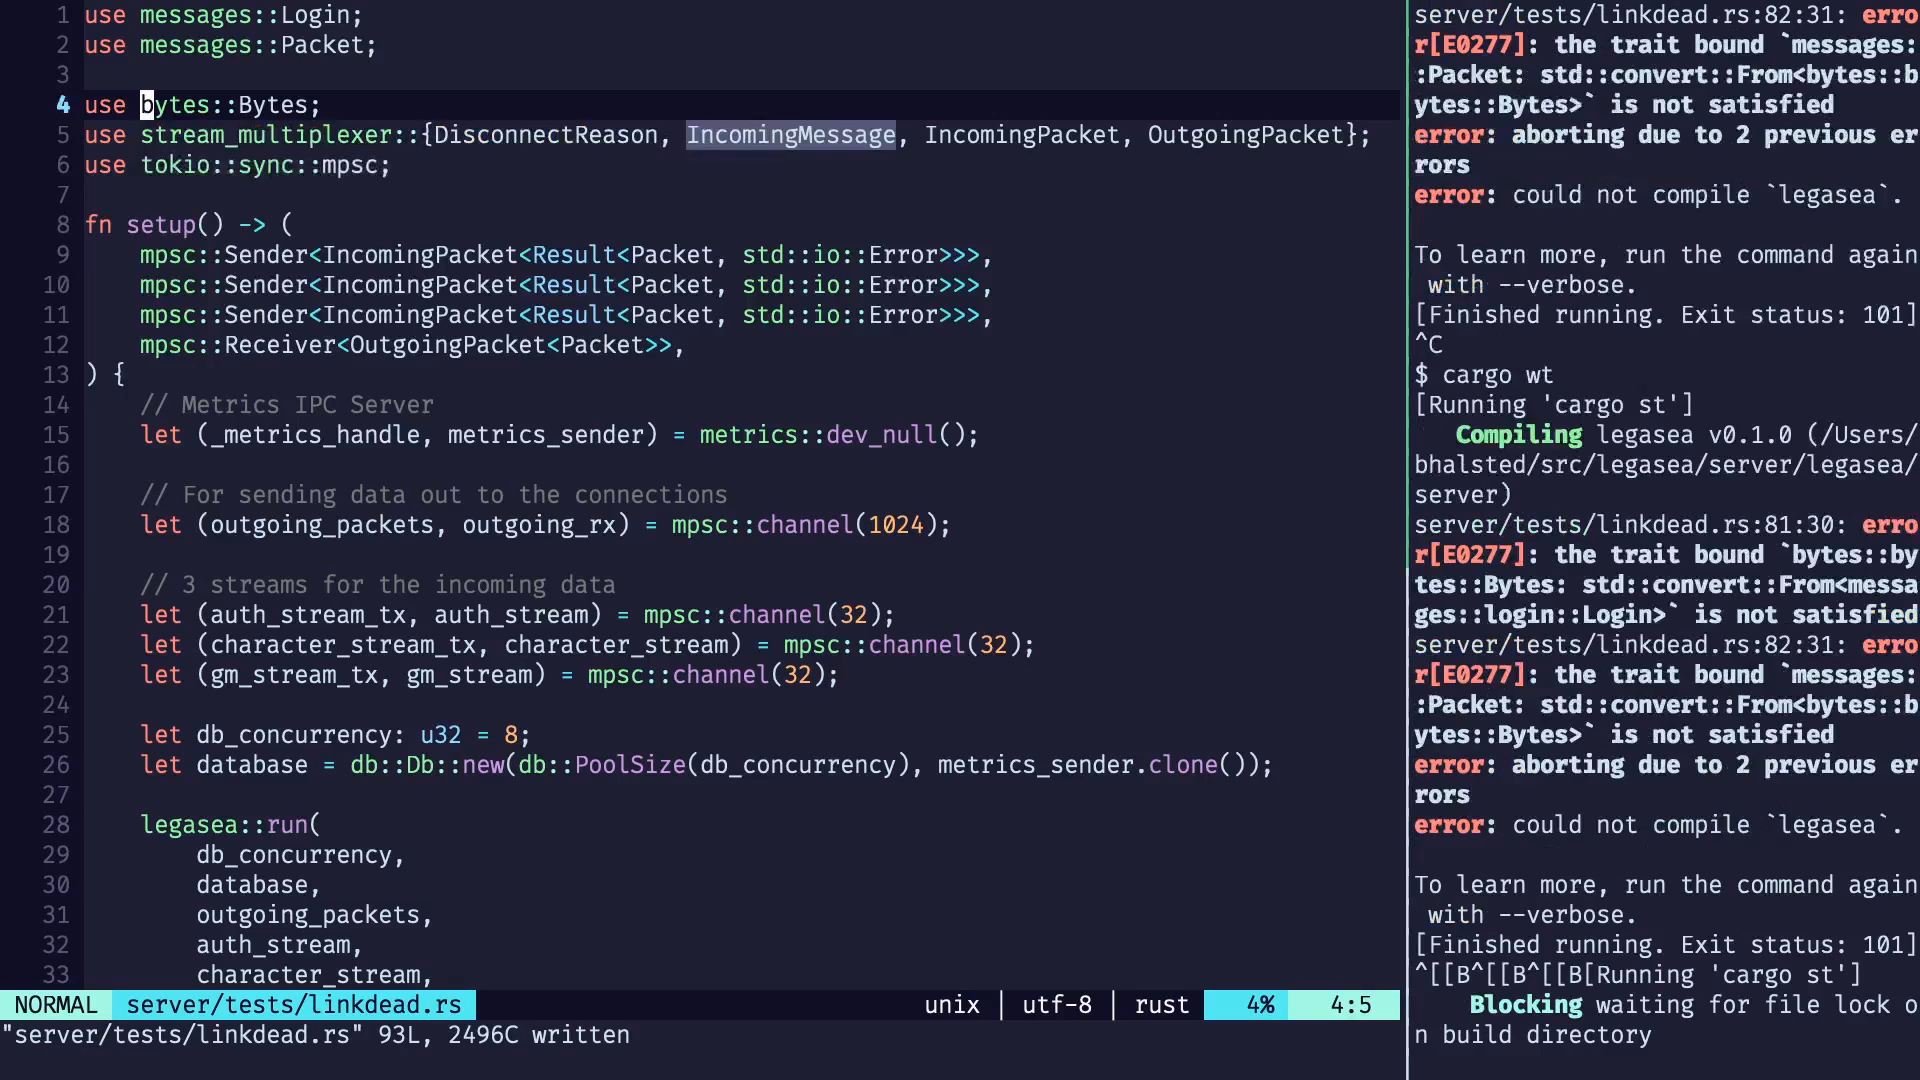 1 use messages::Login;
2 use messages::Packet;
3
4 use bytes::Bytes;
5 use stream_multiplexer::{DisconnectReason, IncomingMessage, IncomingPacket, OutgoingPacket};
6 use tokio::sync::mpsc;
7
8 fn setup() -> (
9     mpsc::Sender<IncomingPacket<Result<Packet, std::io::Error>>>,
10     mpsc::Sender<IncomingPacket<Result<Packet, std::io::Error>>>,
11     mpsc::Sender<IncomingPacket<Result<Packet, std::io::Error>>>,
12     mpsc::Receiver<OutgoingPacket<Packet>>,
13 ) {
14     // Metrics IPC Server
15     let (_metrics_handle, metrics_sender) = metrics::dev_null();
16
17     // For sending data out to the connections
18     let (outgoing_packets, outgoing_rx) = mpsc::channel(1024);
19
20     // 3 streams for the incoming data
21     let (auth_stream_tx, auth_stream) = mpsc::channel(32);
22     let (character_stream_tx, character_stream) = mpsc::channel(32);
23     let (gm_stream_tx, gm_stream) = mpsc::channel(32);
24
25     let db_concurrency: u32 = 8;
26     let database = db::Db::new(db::PoolSize(db_concurrency), metrics_sender.clone());
27
28     legasea::run(
29         db_concurrency,
30         database,
31         outgoing_packets,
32         auth_stream,
33         character_stream,
NORMAL server/tests/linkdead.rs unix | utf-8 | rust 4% 4:5
"server/tests/linkdead.rs" 93L, 2496C written
server/tests/linkdead.rs:82:31: erro
r[E0277]: the trait bound `messages:
:Packet: std::convert::From<bytes::b
ytes::Bytes>` is not satisfied
error: aborting due to 2 previous er
rors
error: could not compile `legasea`.

To learn more, run the command again
 with --verbose.
[Finished running. Exit status: 101]
^C
$ cargo wt
[Running 'cargo st']
   Compiling legasea v0.1.0 (/Users/
bhalsted/src/legasea/server/legasea/
server)
server/tests/linkdead.rs:81:30: erro
r[E0277]: the trait bound `bytes::by
tes::Bytes: std::convert::From<messa
ges::login::Login>` is not satisfied
server/tests/linkdead.rs:82:31: erro
r[E0277]: the trait bound `messages:
:Packet: std::convert::From<bytes::b
ytes::Bytes>` is not satisfied
error: aborting due to 2 previous er
rors
error: could not compile `legasea`.

To learn more, run the command again
 with --verbose.
[Finished running. Exit status: 101]
^[[B^[[B^[[B[Running 'cargo st']
    Blocking waiting for file lock o
n build directory